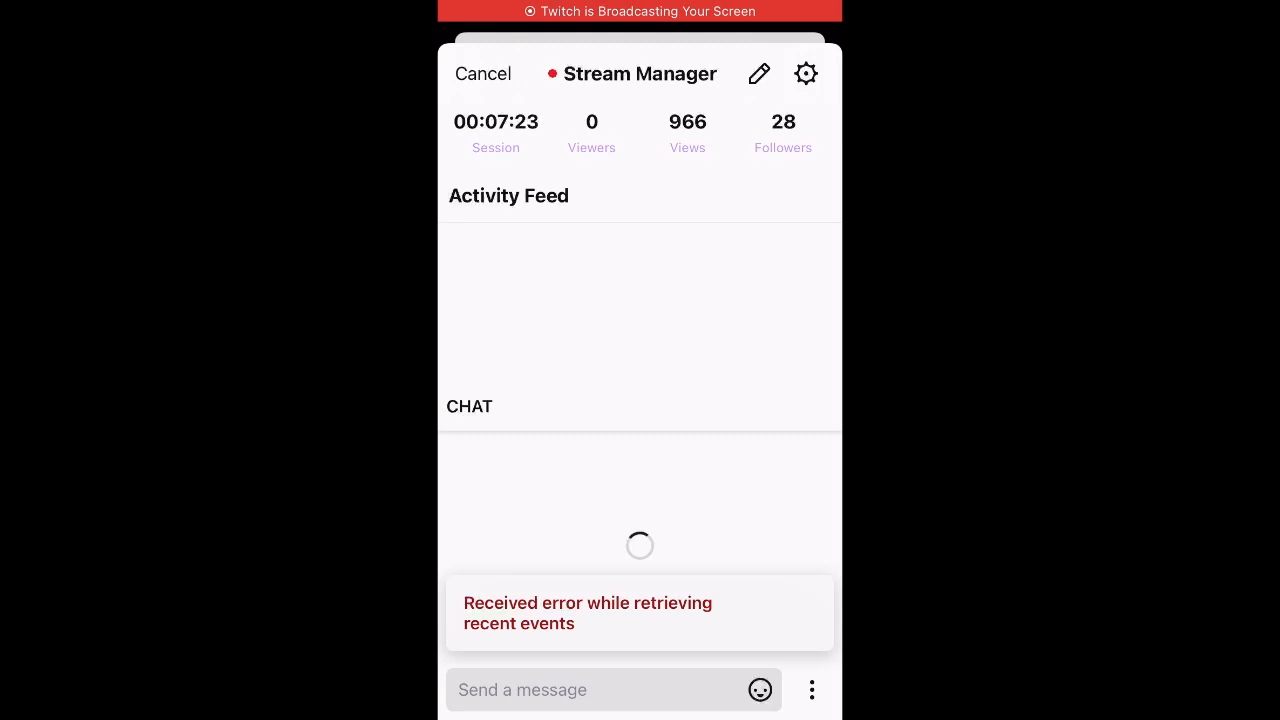 Twitch is Broadcasting Your Screen
Cancel
Stream Manager
00:07:23
0
966
28
Session
Viewers
Views
Followers
Activity Feed
CHAT
Received error while retrieving
recent events
Send a message